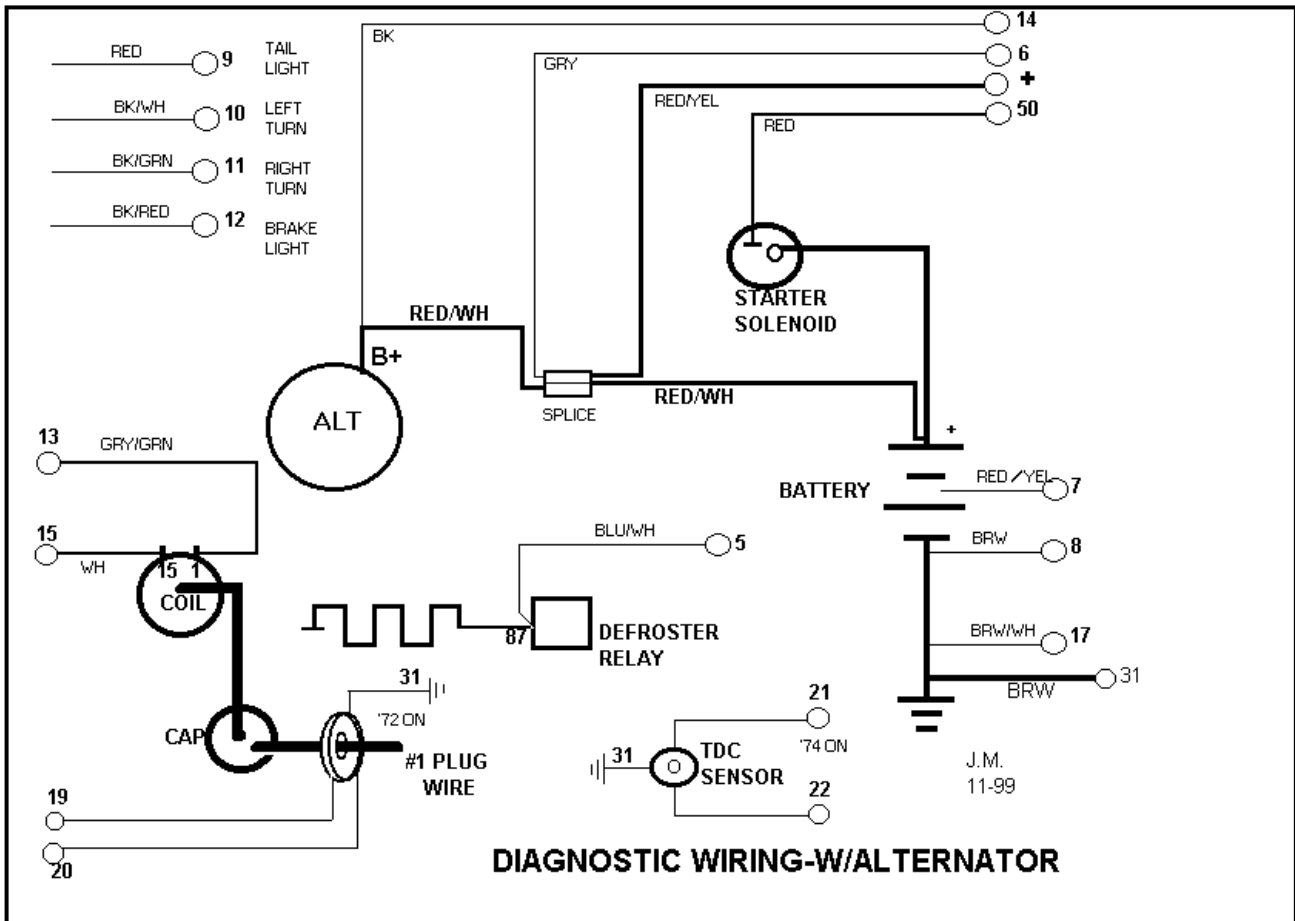 BK
14
RED
9
TAIL
LIGHT
GRY
6
+
RED/YEL
BK/WH
10
LEFT
TURN
RED
50
BK/GRN
11
RIGHT
TURN
BK/RED
12
BRAKE
LIGHT
STARTER
SOLENOID
RED/WH
B+
RED/WH
SPLICE
ALT
+
13
GRY/GRN
BATTERY
RED/YEL
7
15
WH
15 1
COIL
BLU/WH
5
BRW
8
87
DEFROSTER
RELAY
BRW/WH
17
BRW
31
31
'72 ON
CAP
#1 PLUG
WIRE
21
'74 ON
31
TDC
SENSOR
22
J.M.
11-99
19
20
DIAGNOSTIC WIRING-W/ALTERNATOR